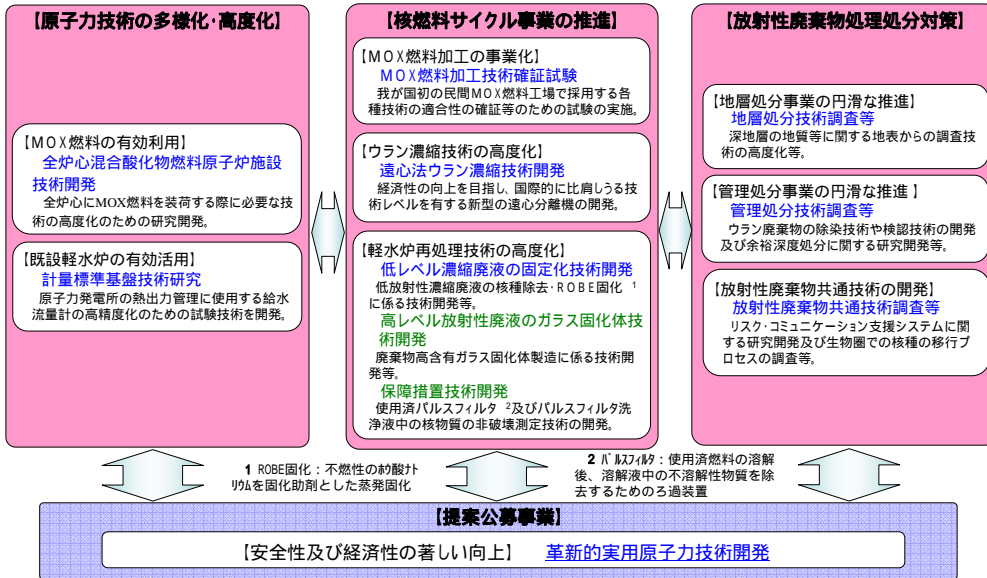 【原子力技術の多様化･高度化】
【MOX燃料の有効利用】
全炉心混合酸化物燃料原子炉施設
技術開発
全炉心にMOX燃料を装荷する際に必要な技
術の高度化のための研究開発。
【既設軽水炉の有効活用】
計量標準基盤技術研究
原子力発電所の熱出力管理に使用する給水
流量計の高精度化のための試験技術を開発。
【核燃料サイクル事業の推進】
【MOX燃料加工の事業化】
MOX燃料加工技術確証試験
我が国初の民間MOX燃料工場で採用する各
種技術の適合性の確証等のための試験の実施。
【ウラン濃縮技術の高度化】
遠心法ウラン濃縮技術開発
経済性の向上を目指し、国際的に比肩しうる技
術レベルを有する新型の遠心分離機の開発。
【軽水炉再処理技術の高度化】
低レベル濃縮廃液の固定化技術開発
低放射性濃縮廃液の核種除去･ROBE固化 1
に係る技術開発等。
高レベル放射性廃液のガラス固化体技
術開発
廃棄物高含有ガラス固化体製造に係る技術開
発等。
保障措置技術開発
使用済パルスフィルタ 2及びパルスフィルタ洗
浄液中の核物質の非破壊測定技術の開発。
【放射性廃棄物処理処分対策】
【地層処分事業の円滑な推進】
地層処分技術調査等
深地層の地質等に関する地表からの調査技
術の高度化等。
【管理処分事業の円滑な推進 】
管理処分技術調査等
ウラン廃棄物の除染技術や検認技術の開発
及び余裕深度処分に関する研究開発等。
【放射性廃棄物共通技術の開発】
放射性廃棄物共通技術調査等
リスク･コミュニケーション支援システムに関
する研究開発及び生物圏での核種の移行プ
ロセスの調査等。
1 ROBE固化：不燃性のホウ酸ナト
リウムを固化助剤とした蒸発固化
2 パルスフィルタ：使用済燃料の溶解
後、溶解液中の不溶解性物質を除
去するためのろ過装置
【提案公募事業】
【安全性及び経済性の著しい向上】 革新的実用原子力技術開発